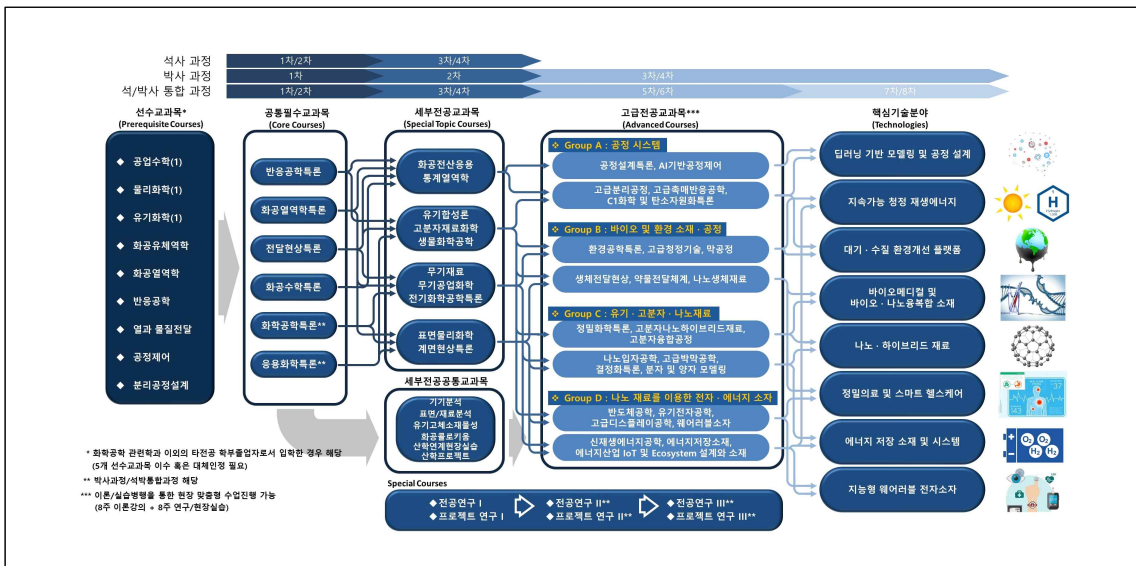 석사 과정
1차/2차
3차/4차
박사 과정
1차
2차
3차/4차
석/박사 통합 과정
1차/2차
3차/4차
5차/6차
7차/8차
선수교과목*
(Prerequisite Courses)
◆ 공업수학(1)
◆ 물리화학(1)
◆ 유기화학(1)
◆ 화공유체역학
◆ 화공열역학
◆ 반응공학
◆ 열과 물질전달
◆ 공정제어
◆ 분리공정설계
공통필수교과목
(Core Courses)
반응공학특론
화공열역학특론
전달현상특론
화공수학특론
화학공학특론**
응용화학특론**
세부전공교과목
(Special Topic Courses)
화공전산응용
통계열역학
유기합성론
고분자재료화학
생물화학공학
무기재료
무기공업화학
전기화학공학특론
표면물리화학
계면현상특론
세부전공공통교과목
기기분석
표면/재료분석
유기고체소재물성
화공콜로키움
산학연계현장실습
산학프로젝트
고급전공교과목***
(Advanced Courses)
❖ Group A : 공정 시스템
공정설계특론, AI기반공정제어
고급분리공정, 고급촉매반응공학,
C1화학 및 탄소자원화특론
❖ Group B : 바이오 및 환경 소재 · 공정
환경공학특론, 고급청정기술, 막공정
생체전달현상, 약물전달체계, 나노생체재료
❖ Group C : 유기 · 고분자 · 나노재료
정밀화학특론, 고분자나노하이브리드재료,
고분자융합공정
나노입자공학, 고급박막공학,
결정화특론, 분자 및 양자 모델링
❖ Group D : 나노 재료를 이용한 전자 · 에너지 소자
반도체공학, 유기전자공학,
고급디스플레이공학, 웨어러블소자
신재생에너지공학, 에너지저장소재,
에너지산업 IoT 및 Ecosystem 설계와 소재
핵심기술분야
(Technologies)
딥러닝 기반 모델링 및 공정 설계
지속가능 청정 재생에너지
대기 · 수질 환경개선 플랫폼
바이오메디컬 및
바이오 · 나노융복합 소재
나노 · 하이브리드 재료
정밀의료 및 스마트 헬스케어
에너지 저장 소재 및 시스템
지능형 웨어러블 전자소자
H
37
143
O₂
O₂
H₂
H₂
Special Courses
◆전공연구 I
◆프로젝트 연구 I
◆전공연구 II**
◆프로젝트 연구 II**
◆전공연구 III**
◆프로젝트 연구 III**
* 화학공학 관련학과 이외의 타전공 학부졸업자로서 입학한 경우 해당
(5개 선수교과목 이수 혹은 대체인정 필요)
** 박사과정/석박통합과정 해당
*** 이론/실습병행을 통한 현장 맞춤형 수업진행 가능
(8주 이론강의 + 8주 연구/현장실습)